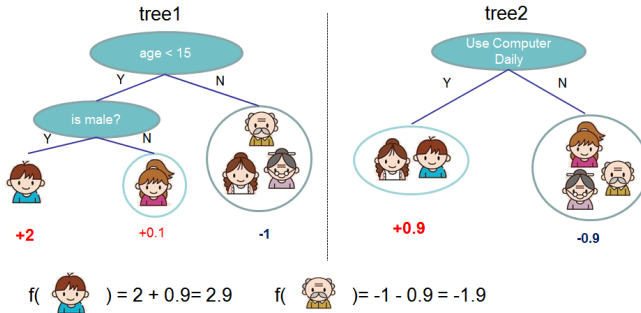 tree1
tree2
age < 15
Use Computer
Daily
Y
N
Y
N
is male?
Y
N
+2
+0.1
-1
+0.9
-0.9
f( ) = 2 + 0.9= 2.9
f( )= -1 - 0.9 = -1.9